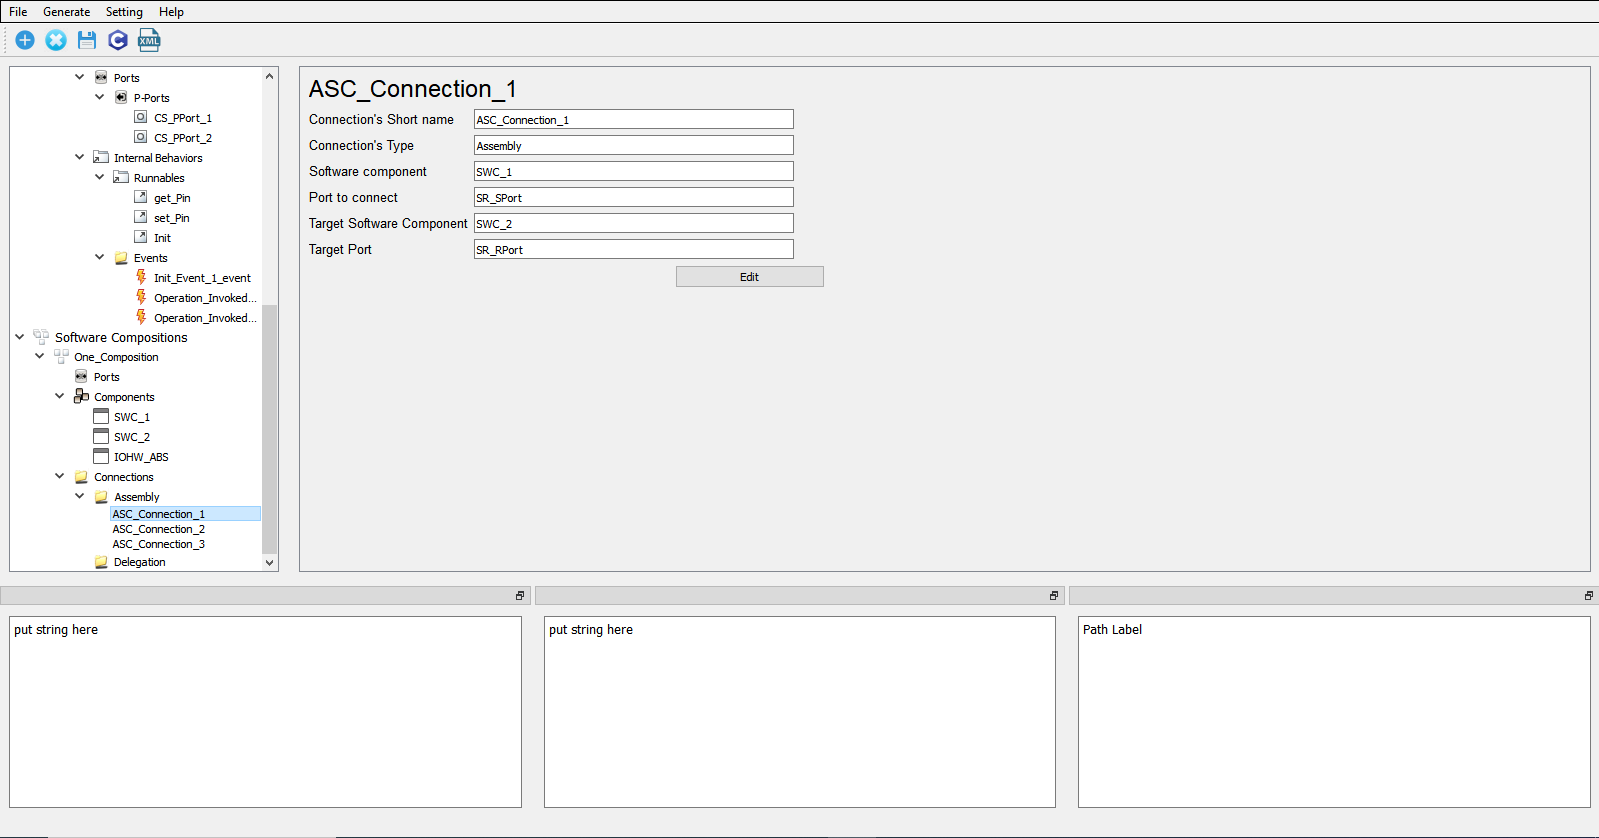 File Generate Setting Help
XML
Ports
P-Ports
CS_PPort_1
CS_PPort_2
Internal Behaviors
Runnables
get_Pin
set_Pin
Init
Events
Init_Event_1_event
Operation_Invoked...
Operation_Invoked...
Software Compositions
One_Composition
Ports
Components
SWC_1
SWC_2
IOHW_ABS
Connections
Assembly
ASC_Connection_1
ASC_Connection_2
ASC_Connection_3
Delegation
ASC_Connection_1
Connection's Short name ASC_Connection_1
Connection's Type Assembly
Software component SWC_1
Port to connect SR_SPort
Target Software Component SWC_2
Target Port SR_RPort
Edit
put string here
put string here
Path Label